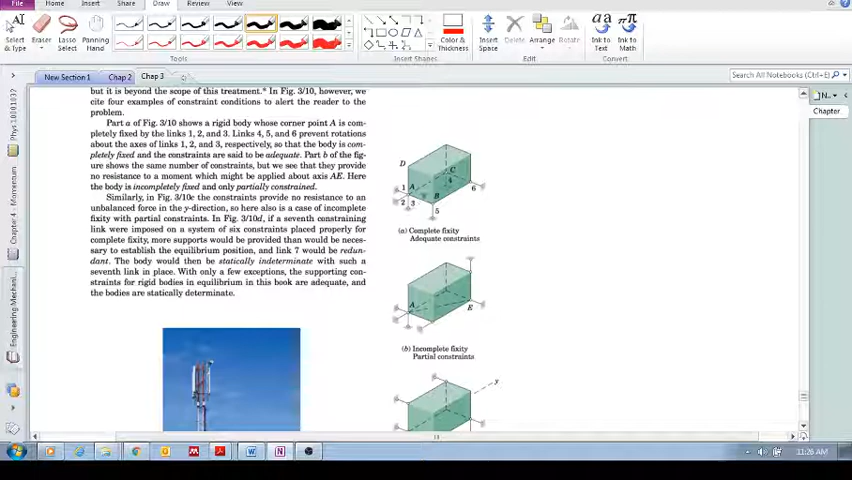 File
Home
Insert
Draw
Review
View
Select & Type
Eraser
Lasso Select
Panning Hand
Tools
Insert Shapes
Color & Thickness
Insert Space
Delete
Arrange
Rotate
Edit
Ink to Text
Ink to Math
Convert
New Section 1
Chap 2
Chap 3
Search All Notebooks (Ctrl+E)
N...
Chapter
Phys 10031037
Chapter 4: Momentum
Engineering Mechani
but it is beyond the scope of this treatment.* In Fig. 3/10, however, we
cite four examples of constraint conditions to alert the reader to the
problem.
Part a of Fig. 3/10 shows a rigid body whose corner point A is com-
pletely fixed by the links 1, 2, and 3. Links 4, 5, and 6 prevent rotations
about the axes of links 1, 2, and 3, respectively, so that the body is com-
pletely fixed and the constraints are said to be adequate. Part b of the fig-
ure shows the same number of constraints, but we see that they provide
no resistance to a moment which might be applied about axis AE. Here
the body is incompletely fixed and only partially constrained.
Similarly, in Fig. 3/10c the constraints provide no resistance to an
unbalanced force in the y-direction, so here also is a case of incomplete
fixity with partial constraints. In Fig. 3/10d, if a seventh constraining
link were imposed on a system of six constraints placed properly for
complete fixity, more supports would be provided than would be neces-
sary to establish the equilibrium position, and link 7 would be redun-
dant. The body would then be statically indeterminate with such a
seventh link in place. With only a few exceptions, the supporting con-
straints for rigid bodies in equilibrium in this book are adequate, and
the bodies are statically determinate.
D
C
4
1
A
B
6
2
3
5
(a) Complete fixity
Adequate constraints
A
E
(b) Incomplete fixity
Partial constraints
y
11:26 AM